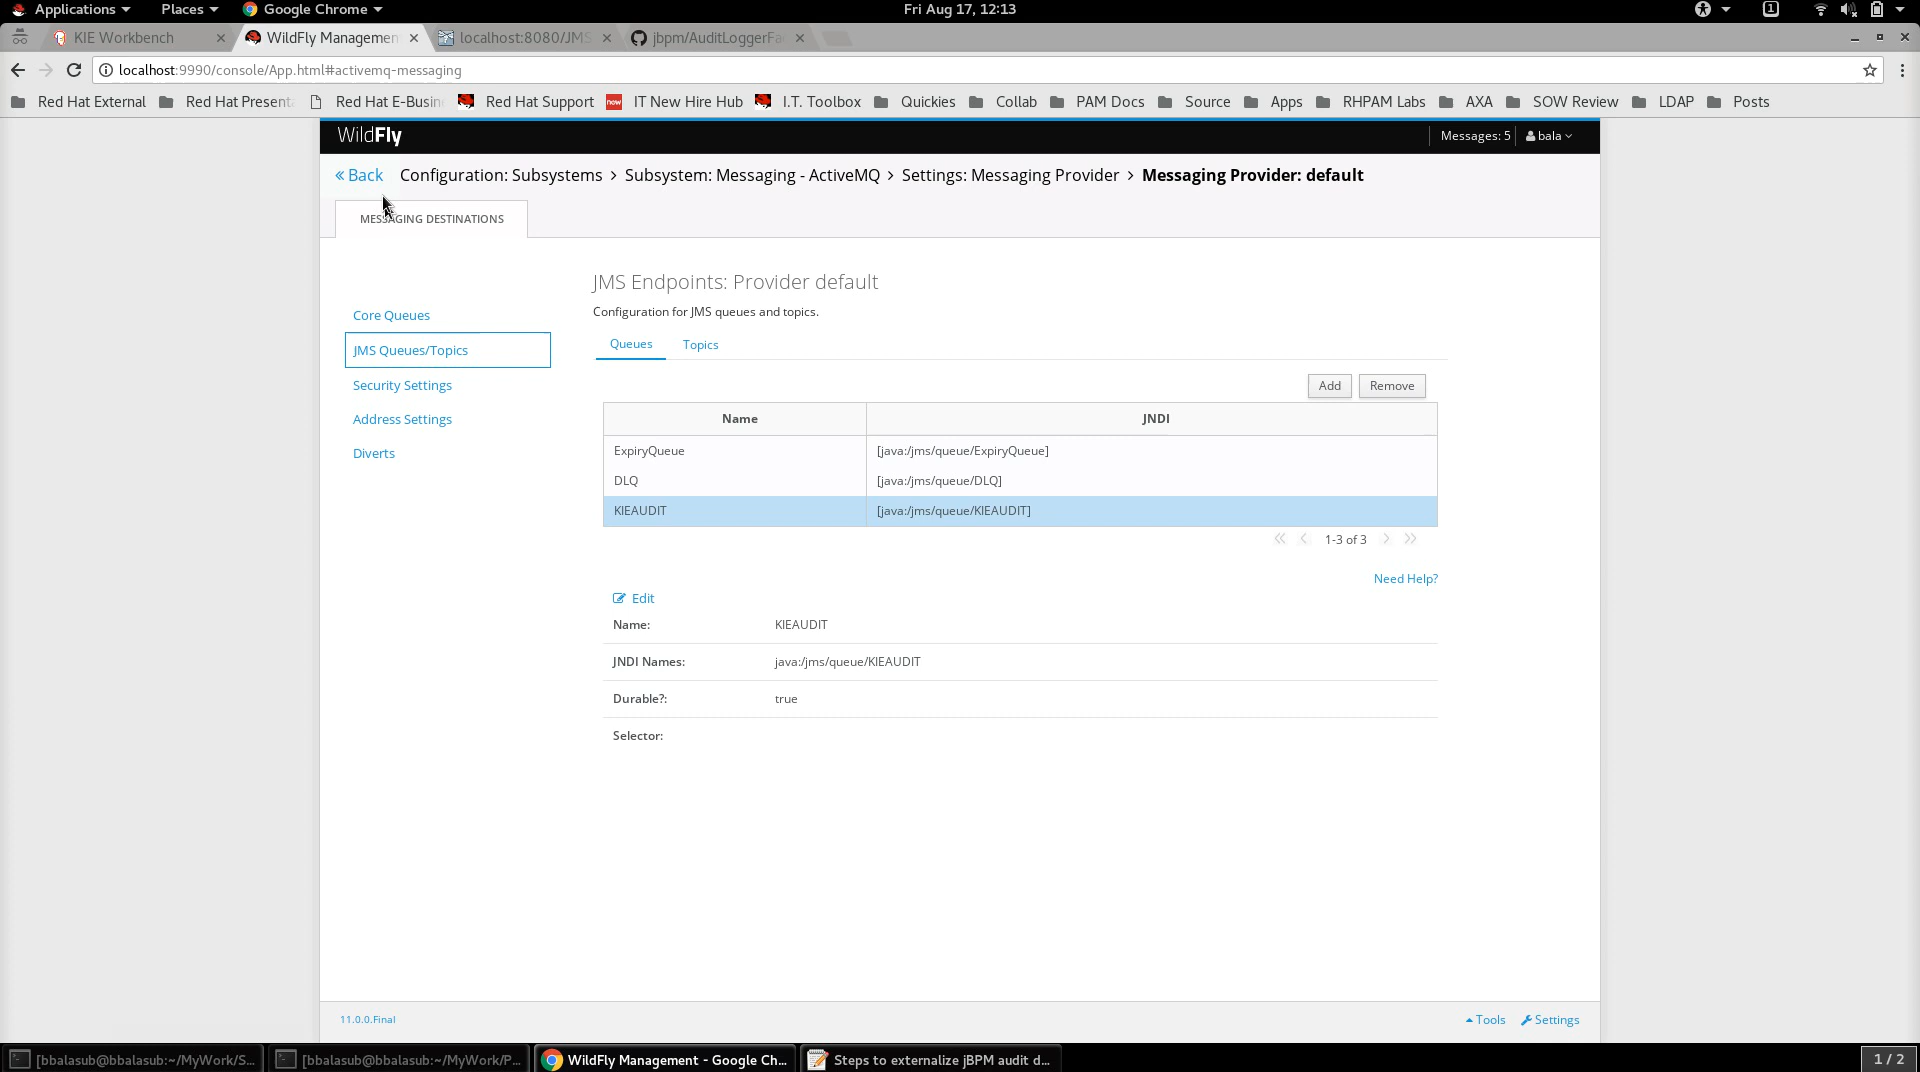 Applications Places Google Chrome Fri Aug 17, 12:13 1
KIE Workbench WildFly Managemen localhost:8080/JMS jbpm/AuditLoggerFa
localhost:9990/console/App.html#activemq-messaging
Red Hat External Red Hat Present Red Hat E-Busin Red Hat Support now IT New Hire Hub I.T. Toolbox Quickies Collab PAM Docs Source Apps RHPAM Labs AXA SOW Review LDAP Posts
WildFly Messages: 5 bala
« Back Configuration: Subsystems > Subsystem: Messaging - ActiveMQ > Settings: Messaging Provider > Messaging Provider: default
MESSAGING DESTINATIONS
JMS Endpoints: Provider default
Configuration for JMS queues and topics.
Core Queues
JMS Queues/Topics
Security Settings
Address Settings
Diverts
Queues Topics
Add Remove
Name JNDI
ExpiryQueue [java:/jms/queue/ExpiryQueue]
DLQ [java:/jms/queue/DLQ]
KIEAUDIT [java:/jms/queue/KIEAUDIT]
« ‹ 1-3 of 3 › »
Need Help?
Edit
Name: KIEAUDIT
JNDI Names: java:/jms/queue/KIEAUDIT
Durable?: true
Selector:
11.0.0.Final Tools Settings
[bbalasub@bbalasub:~/MyWork/S... [bbalasub@bbalasub:~/MyWork/P... WildFly Management - Google Ch... Steps to externalize jBPM audit d... 1 / 2